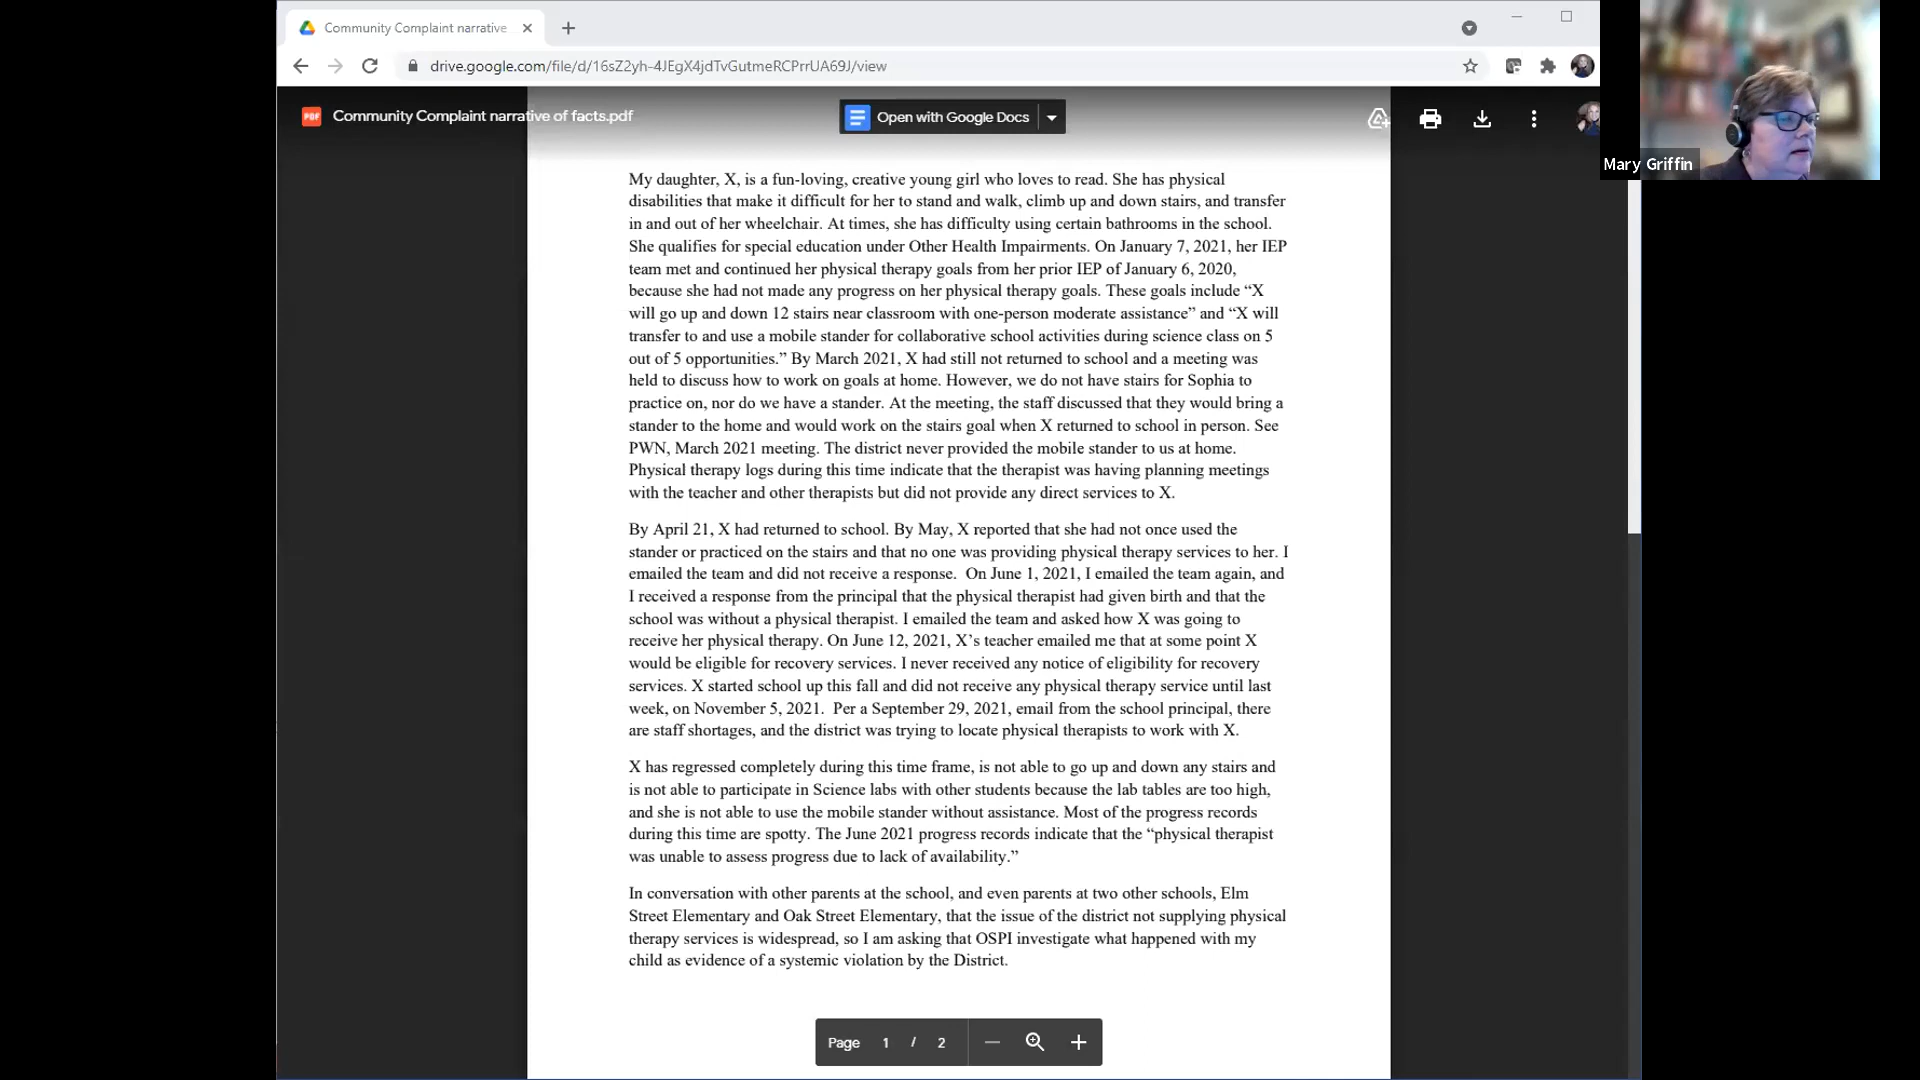 Community Complaint narrative
drive.google.com/file/d/16sZ2yh-4JEgX4jdTvGutmeRCPrrUA69J/view
PDF
Community Complaint narrative of facts.pdf
Open with Google Docs
Mary Griffin
My daughter, X, is a fun-loving, creative young girl who loves to read. She has physical
disabilities that make it difficult for her to stand and walk, climb up and down stairs, and transfer
in and out of her wheelchair. At times, she has difficulty using certain bathrooms in the school.
She qualifies for special education under Other Health Impairments. On January 7, 2021, her IEP
team met and continued her physical therapy goals from her prior IEP of January 6, 2020,
because she had not made any progress on her physical therapy goals. These goals include “X
will go up and down 12 stairs near classroom with one-person moderate assistance” and “X will
transfer to and use a mobile stander for collaborative school activities during science class on 5
out of 5 opportunities.” By March 2021, X had still not returned to school and a meeting was
held to discuss how to work on goals at home. However, we do not have stairs for Sophia to
practice on, nor do we have a stander. At the meeting, the staff discussed that they would bring a
stander to the home and would work on the stairs goal when X returned to school in person. See
PWN, March 2021 meeting. The district never provided the mobile stander to us at home.
Physical therapy logs during this time indicate that the therapist was having planning meetings
with the teacher and other therapists but did not provide any direct services to X.
By April 21, X had returned to school. By May, X reported that she had not once used the
stander or practiced on the stairs and that no one was providing physical therapy services to her. I
emailed the team and did not receive a response.  On June 1, 2021, I emailed the team again, and
I received a response from the principal that the physical therapist had given birth and that the
school was without a physical therapist. I emailed the team and asked how X was going to
receive her physical therapy. On June 12, 2021, X’s teacher emailed me that at some point X
would be eligible for recovery services. I never received any notice of eligibility for recovery
services. X started school up this fall and did not receive any physical therapy service until last
week, on November 5, 2021.  Per a September 29, 2021, email from the school principal, there
are staff shortages, and the district was trying to locate physical therapists to work with X.
X has regressed completely during this time frame, is not able to go up and down any stairs and
is not able to participate in Science labs with other students because the lab tables are too high,
and she is not able to use the mobile stander without assistance. Most of the progress records
during this time are spotty. The June 2021 progress records indicate that the “physical therapist
was unable to assess progress due to lack of availability.”
In conversation with other parents at the school, and even parents at two other schools, Elm
Street Elementary and Oak Street Elementary, that the issue of the district not supplying physical
therapy services is widespread, so I am asking that OSPI investigate what happened with my
child as evidence of a systemic violation by the District.
Page 1 / 2